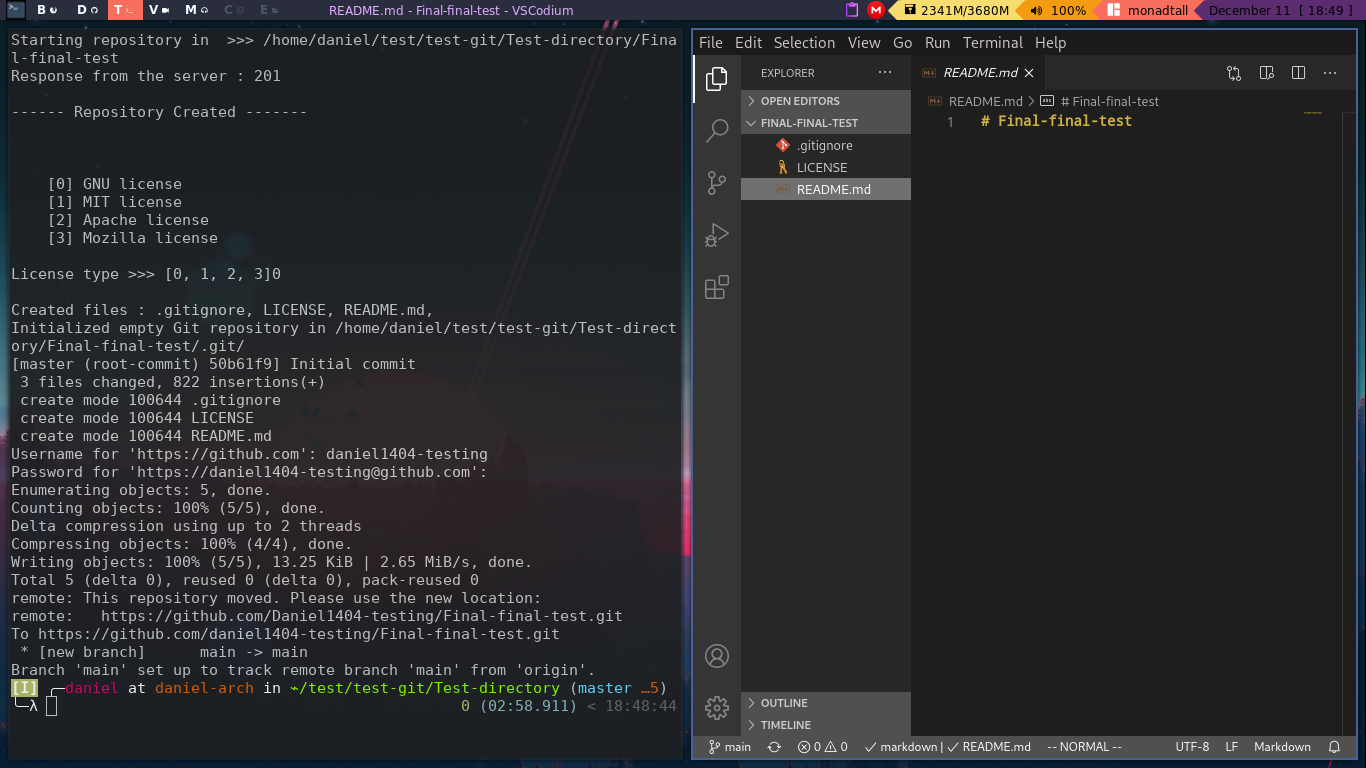 B D T V M C E README.md - Final-final-test - VSCodium 2341M/3680M 100% monadtall December 11 [ 18:49 ]
Starting repository in  >>> /home/daniel/test/test-git/Test-directory/Fina
l-final-test
Response from the server : 201
------ Repository Created -------
[0] GNU license
[1] MIT license
[2] Apache license
[3] Mozilla license
License type >>> [0, 1, 2, 3]0
Created files : .gitignore, LICENSE, README.md,
Initialized empty Git repository in /home/daniel/test/test-git/Test-direct
ory/Final-final-test/.git/
[master (root-commit) 50b61f9] Initial commit
3 files changed, 822 insertions(+)
create mode 100644 .gitignore
create mode 100644 LICENSE
create mode 100644 README.md
Username for 'https://github.com': daniel1404-testing
Password for 'https://daniel1404-testing@github.com':
Enumerating objects: 5, done.
Counting objects: 100% (5/5), done.
Delta compression using up to 2 threads
Compressing objects: 100% (4/4), done.
Writing objects: 100% (5/5), 13.25 KiB | 2.65 MiB/s, done.
Total 5 (delta 0), reused 0 (delta 0), pack-reused 0
remote: This repository moved. Please use the new location:
remote:   https://github.com/Daniel1404-testing/Final-final-test.git
To https://github.com/daniel1404-testing/Final-final-test.git
* [new branch]      main -> main
Branch 'main' set up to track remote branch 'main' from 'origin'.
[I] ╭─daniel at daniel-arch in ~/test/test-git/Test-directory (master …5)
╰─λ 0 (02:58.911) < 18:48:44
File Edit Selection View Go Run Terminal Help
EXPLORER ···
OPEN EDITORS
FINAL-FINAL-TEST
.gitignore
LICENSE
README.md
OUTLINE
TIMELINE
README.md
README.md > # Final-final-test
1 # Final-final-test
main 0 0 markdown | README.md -- NORMAL -- UTF-8 LF Markdown